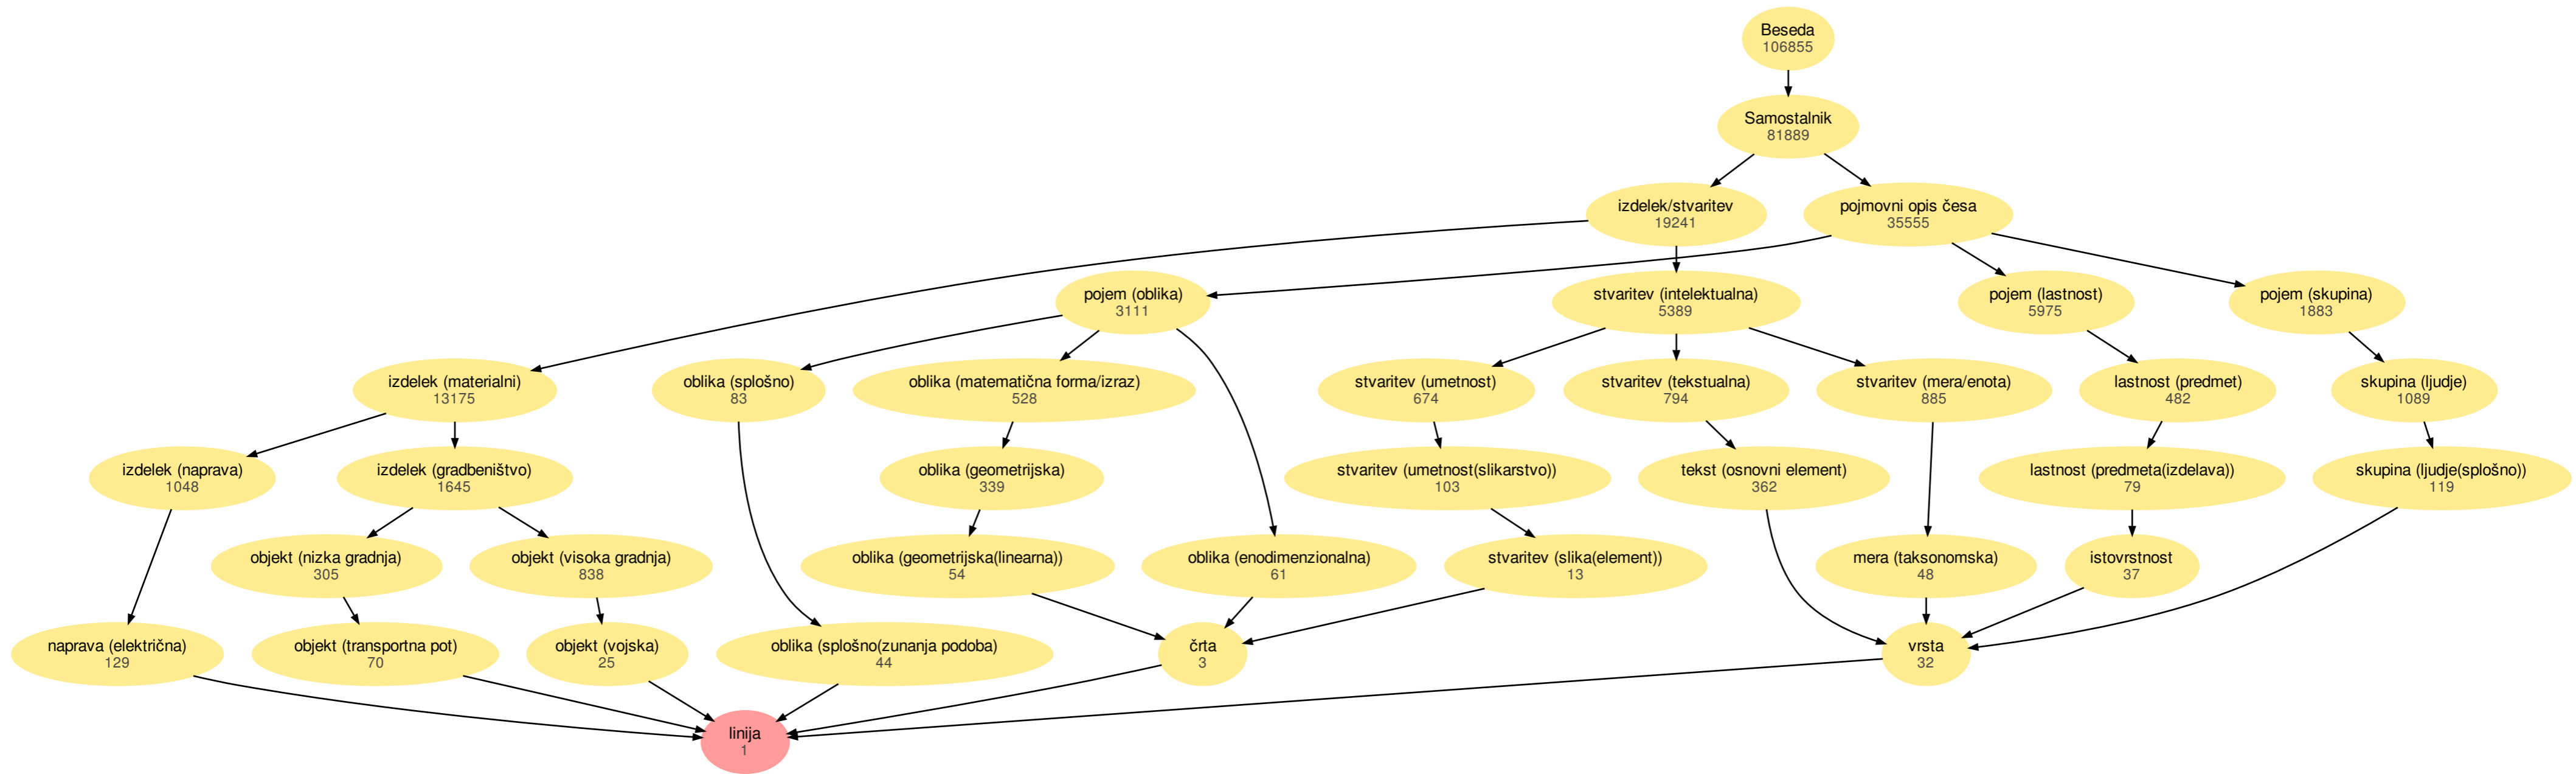 Beseda
106855
Samostalnik
81889
izdelek/stvaritev
19241
pojmovni opis česa
35555
pojem (oblika)
3111
stvaritev (intelektualna)
5389
pojem (lastnost)
5975
pojem (skupina)
1883
izdelek (materialni)
13175
oblika (splošno)
83
oblika (matematična forma/izraz)
528
stvaritev (umetnost)
674
stvaritev (tekstualna)
794
stvaritev (mera/enota)
885
lastnost (predmet)
482
skupina (ljudje)
1089
izdelek (naprava)
1048
izdelek (gradbeništvo)
1645
oblika (geometrijska)
339
stvaritev (umetnost(slikarstvo))
103
tekst (osnovni element)
362
lastnost (predmeta(izdelava))
79
skupina (ljudje(splošno))
119
objekt (nizka gradnja)
305
objekt (visoka gradnja)
838
oblika (geometrijska(linearna))
54
oblika (enodimenzionalna)
61
stvaritev (slika(element))
13
mera (taksonomska)
48
istovrstnost
37
naprava (električna)
129
objekt (transportna pot)
70
objekt (vojska)
25
oblika (splošno(zunanja podoba)
44
črta
3
vrsta
32
linija
1